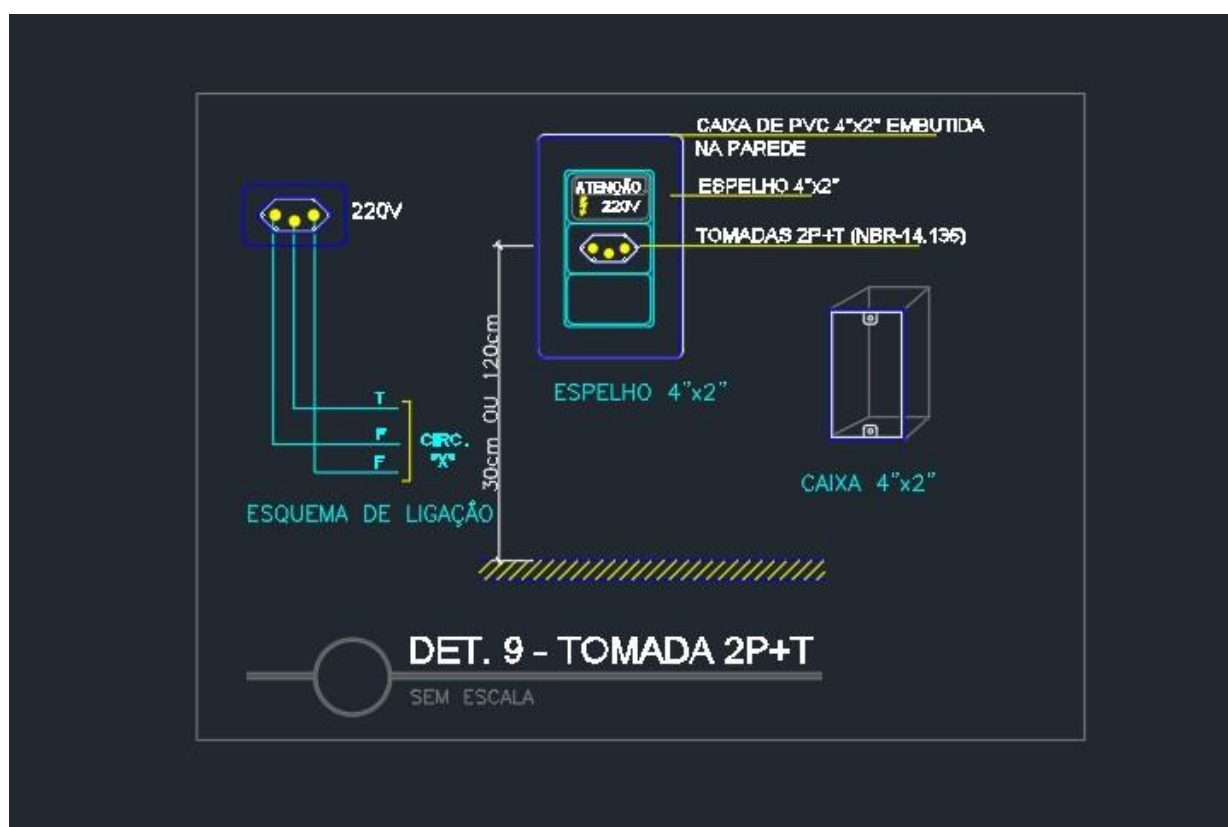 CAIXA DE PVC 4"x2" EMBUTIDA
NA PAREDE
ESPELHO 4"x2"
TOMADAS 2P+T (NBR-14.136)
220V
ATENÇÃO
220V
30cm OU 120cm
ESPELHO 4"x2"
T
F
F
CIRC.
"X"
ESQUEMA DE LIGAÇÃO
CAIXA 4"x2"
DET. 9 - TOMADA 2P+T
SEM ESCALA